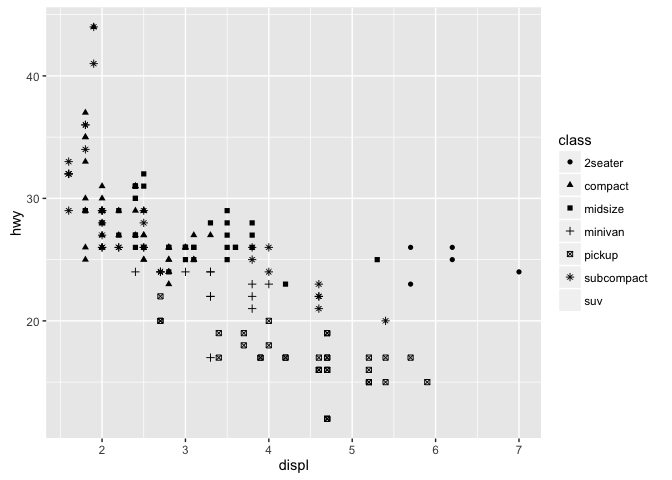 40
30
20
hwy
2 3 4 5 6 7
displ
class
2seater
compact
midsize
minivan
pickup
subcompact
suv